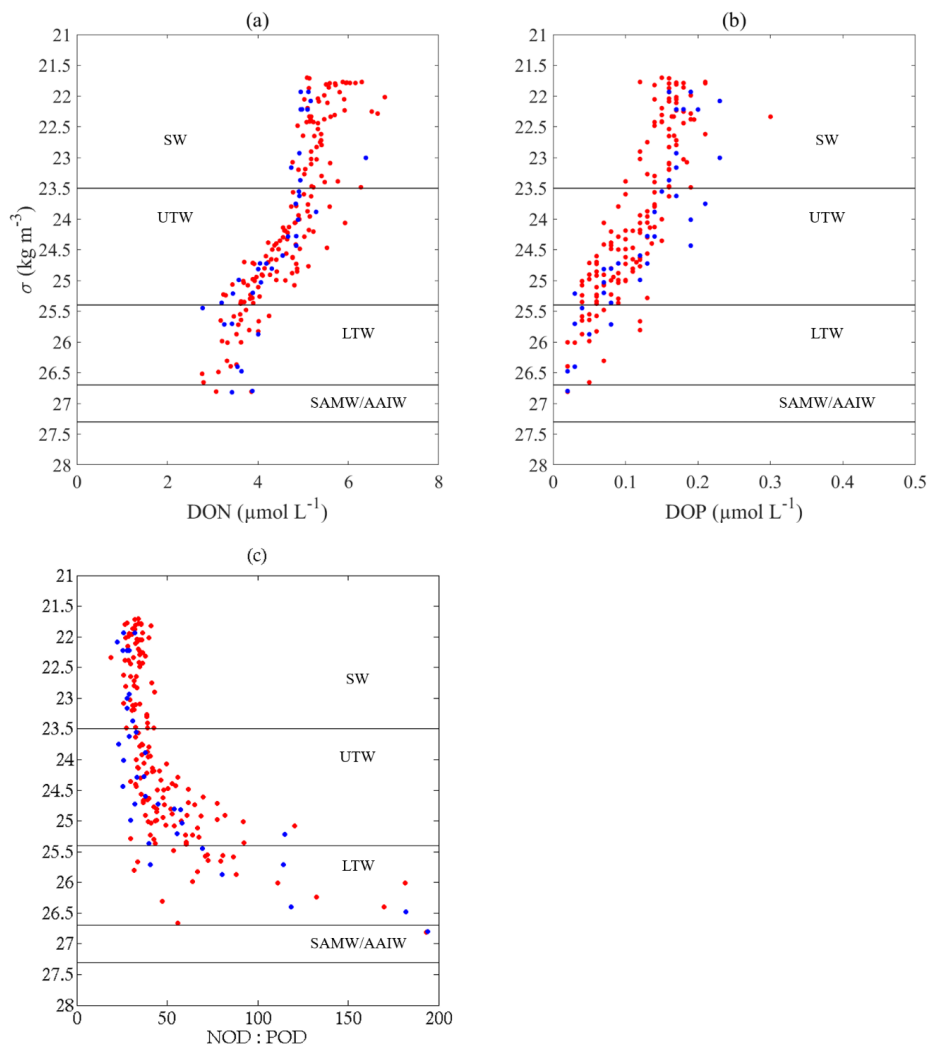 (a)
21
21.5
22
22.5
23
23.5
24
24.5
25
25.5
26
26.5
27
27.5
28
σ (kg m-3)
SW
UTW
LTW
SAMW/AAIW
0 2 4 6 8
DON (µmol L-1)
(b)
21
21.5
22
22.5
23
23.5
24
24.5
25
25.5
26
26.5
27
27.5
28
SW
UTW
LTW
SAMW/AAIW
0 0.1 0.2 0.3 0.4 0.5
DOP (µmol L-1)
(c)
21
21.5
22
22.5
23
23.5
24
24.5
25
25.5
26
26.5
27
27.5
28
SW
UTW
LTW
SAMW/AAIW
0 50 100 150 200
NOD : POD